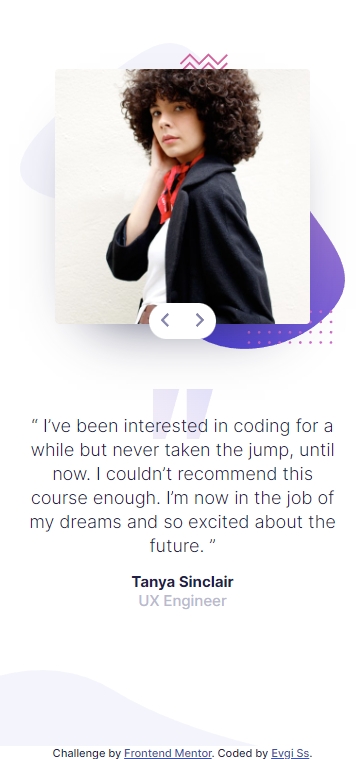 “ I’ve been interested in coding for a
while but never taken the jump, until
now. I couldn’t recommend this
course enough. I’m now in the job of
my dreams and so excited about the
future. ”
Tanya Sinclair
UX Engineer
Challenge by Frontend Mentor. Coded by Evgi Ss.